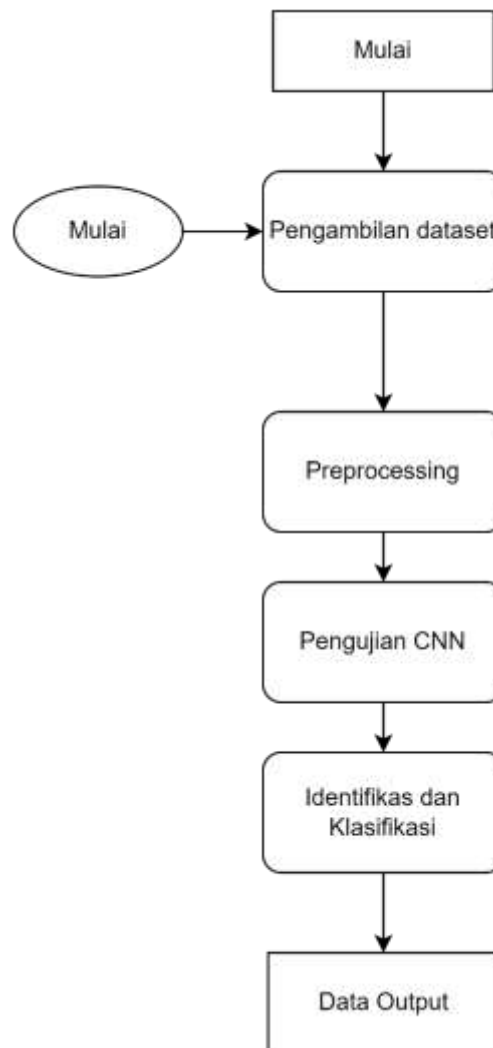 Mulai
Mulai
Pengambilan dataset
Preprocessing
Pengujian CNN
Identifikas dan
Klasifikasi
Data Output